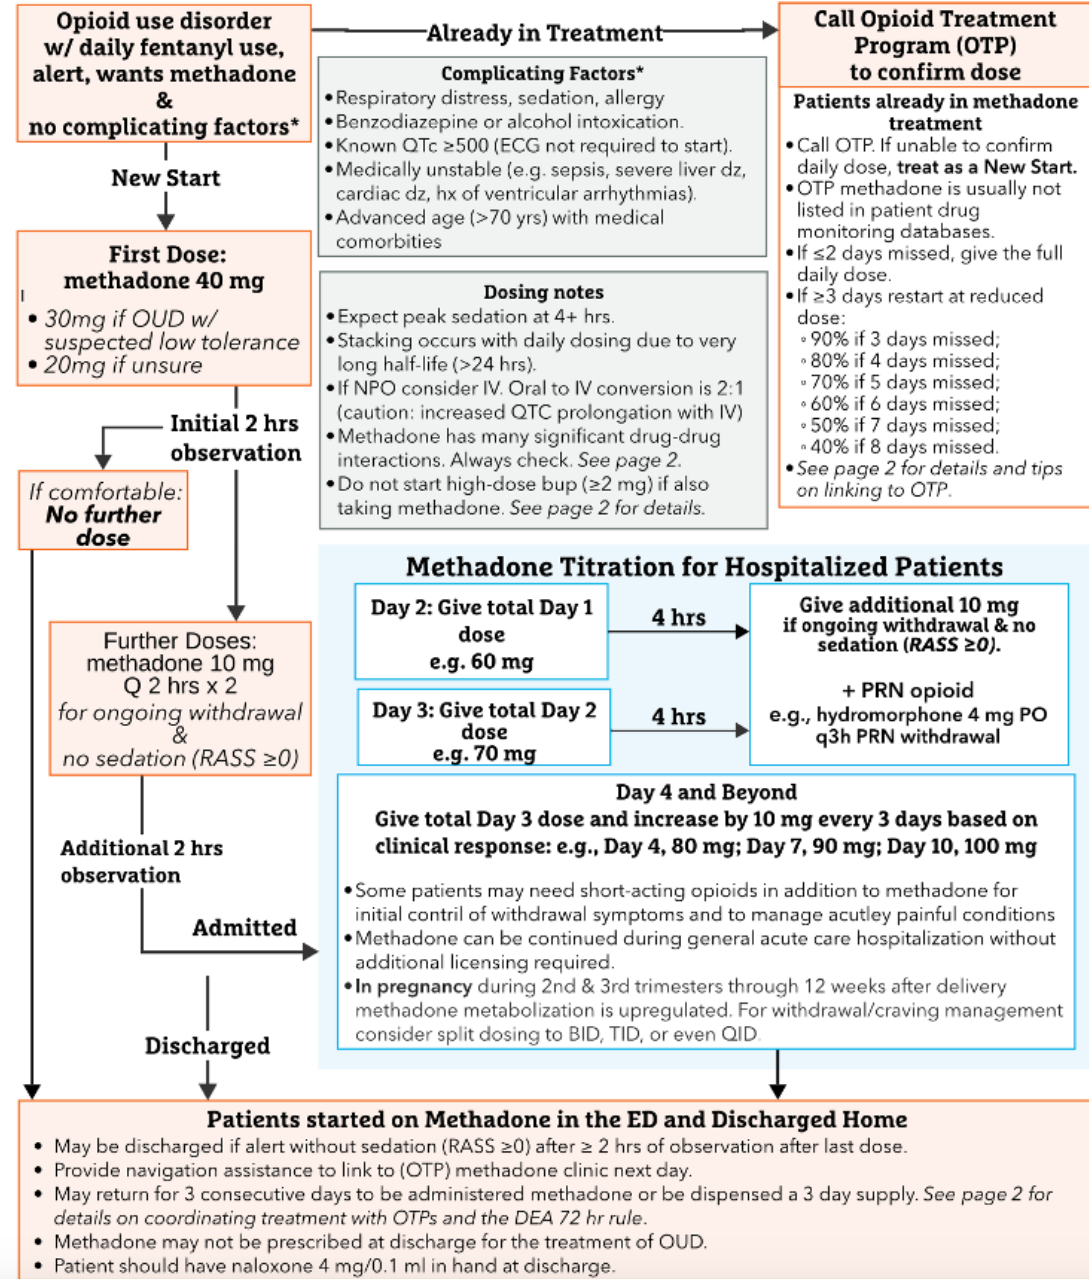 Opioid use disorder
w/ daily fentanyl use,
alert, wants methadone
&
no complicating factors*
Already in Treatment
Call Opioid Treatment
Program (OTP)
to confirm dose
Patients already in methadone
treatment
• Call OTP. If unable to confirm
daily dose, treat as a New Start.
• OTP methadone is usually not
listed in patient drug
monitoring databases.
• If ≤2 days missed, give the full
daily dose.
• If ≥3 days restart at reduced
dose:
◦ 90% if 3 days missed;
◦ 80% if 4 days missed;
◦ 70% if 5 days missed;
◦ 60% if 6 days missed;
◦ 50% if 7 days missed;
◦ 40% if 8 days missed.
• See page 2 for details and tips
on linking to OTP.
Complicating Factors*
• Respiratory distress, sedation, allergy
• Benzodiazepine or alcohol intoxication.
• Known QTc ≥500 (ECG not required to start).
• Medically unstable (e.g. sepsis, severe liver dz,
cardiac dz, hx of ventricular arrhythmias).
• Advanced age (>70 yrs) with medical
comorbities
New Start
First Dose:
methadone 40 mg
• 30mg if OUD w/
suspected low tolerance
• 20mg if unsure
Dosing notes
• Expect peak sedation at 4+ hrs.
• Stacking occurs with daily dosing due to very
long half-life (>24 hrs).
• If NPO consider IV. Oral to IV conversion is 2:1
(caution: increased QTC prolongation with IV)
• Methadone has many significant drug-drug
interactions. Always check. See page 2.
• Do not start high-dose bup (≥2 mg) if also
taking methadone. See page 2 for details.
Initial 2 hrs
observation
If comfortable:
No further
dose
Further Doses:
methadone 10 mg
Q 2 hrs x 2
for ongoing withdrawal
&
no sedation (RASS ≥0)
Additional 2 hrs
observation
Admitted
Discharged
Methadone Titration for Hospitalized Patients
Day 2: Give total Day 1
dose
e.g. 60 mg
4 hrs
Day 3: Give total Day 2
dose
e.g. 70 mg
4 hrs
Give additional 10 mg
if ongoing withdrawal & no
sedation (RASS ≥0).
+ PRN opioid
e.g., hydromorphone 4 mg PO
q3h PRN withdrawal
Day 4 and Beyond
Give total Day 3 dose and increase by 10 mg every 3 days based on
clinical response: e.g., Day 4, 80 mg; Day 7, 90 mg; Day 10, 100 mg
• Some patients may need short-acting opioids in addition to methadone for
initial contril of withdrawal symptoms and to manage acutley painful conditions
• Methadone can be continued during general acute care hospitalization without
additional licensing required.
• In pregnancy during 2nd & 3rd trimesters through 12 weeks after delivery
methadone metabolization is upregulated. For withdrawal/craving management
consider split dosing to BID, TID, or even QID.
Patients started on Methadone in the ED and Discharged Home
• May be discharged if alert without sedation (RASS ≥0) after ≥ 2 hrs of observation after last dose.
• Provide navigation assistance to link to (OTP) methadone clinic next day.
• May return for 3 consecutive days to be administered methadone or be dispensed a 3 day supply. See page 2 for
details on coordinating treatment with OTPs and the DEA 72 hr rule.
• Methadone may not be prescribed at discharge for the treatment of OUD.
• Patient should have naloxone 4 mg/0.1 ml in hand at discharge.